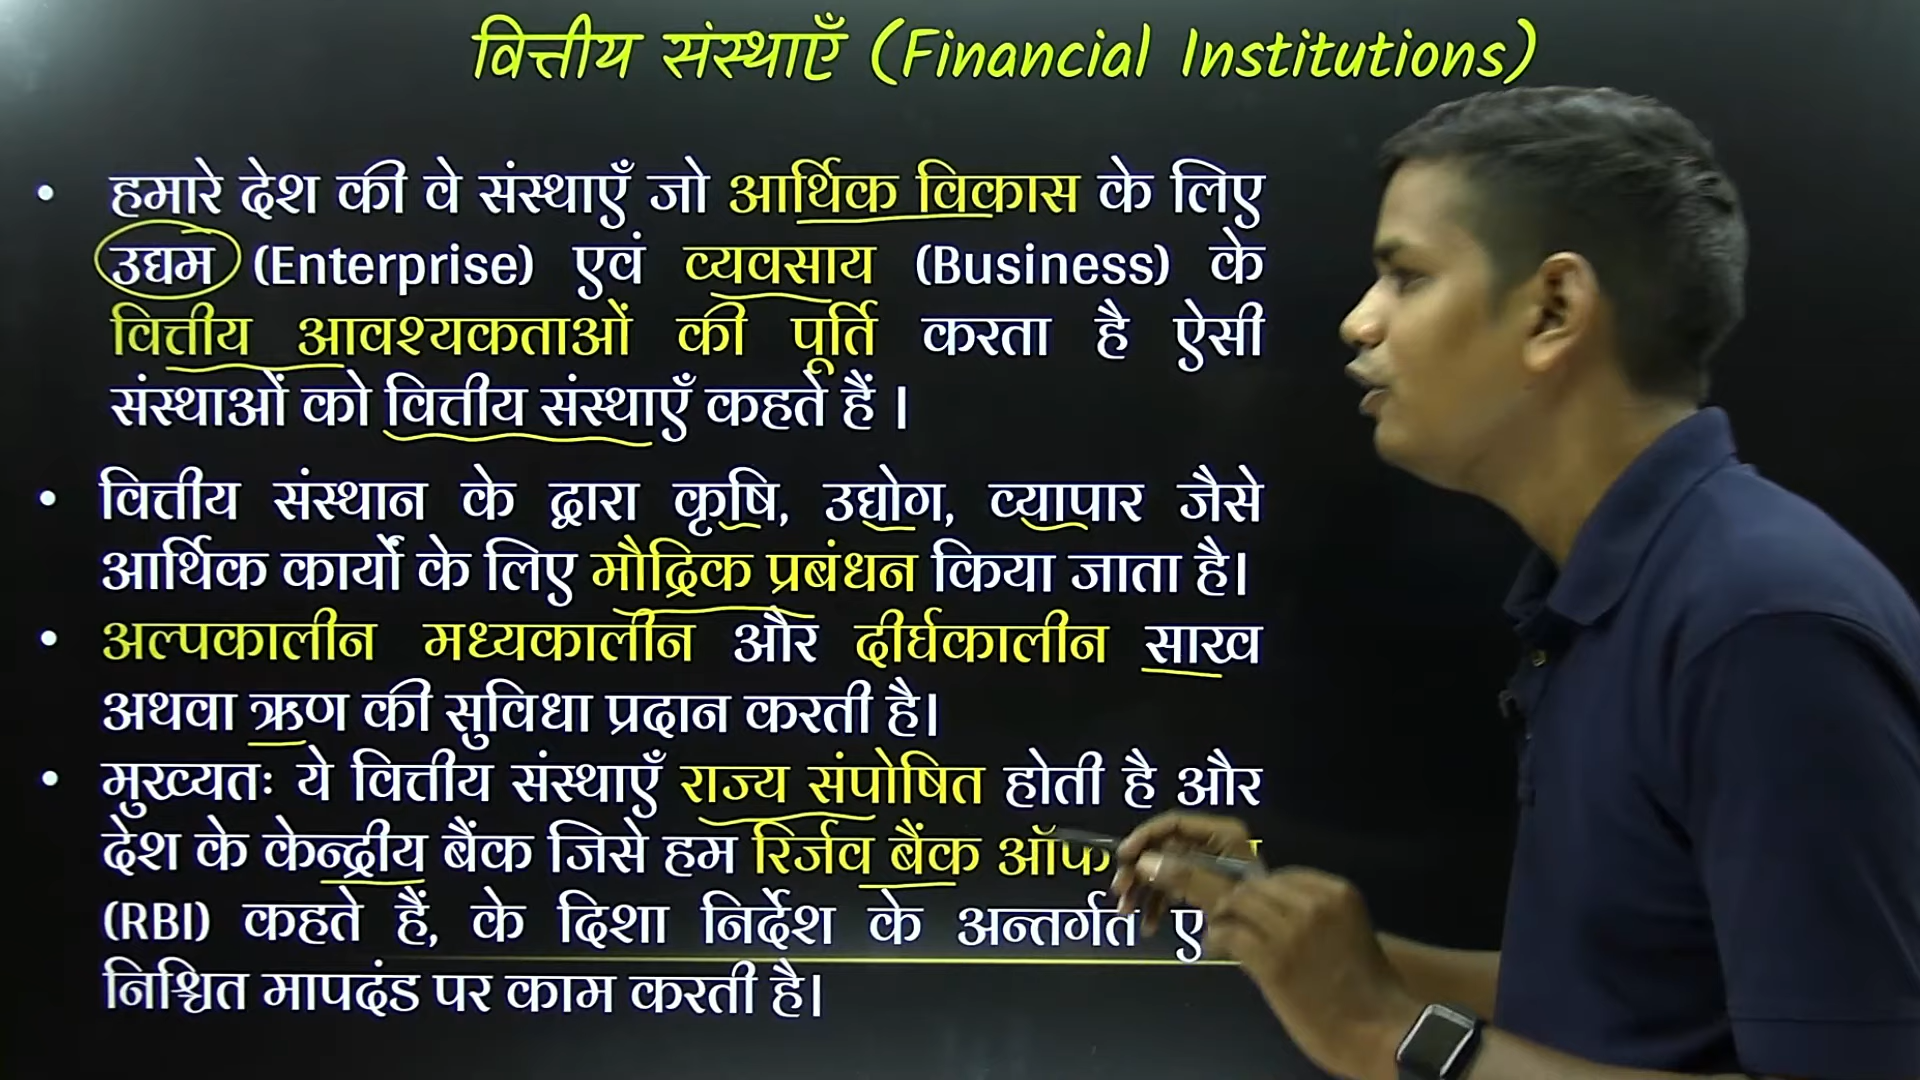 वित्तीय संस्थाएँ (Financial Institutions)
• हमारे देश की वे संस्थाएँ जो आर्थिक विकास के लिए
उद्यम (Enterprise) एवं व्यवसाय (Business) के
वित्तीय आवश्यकताओं की पूर्ति करता है ऐसी
संस्थाओं को वित्तीय संस्थाएँ कहते हैं ।
• वित्तीय संस्थान के द्वारा कृषि, उद्योग, व्यापार जैसे
आर्थिक कार्यों के लिए मौद्रिक प्रबंधन किया जाता है।
• अल्पकालीन मध्यकालीन और दीर्घकालीन साख
अथवा ऋण की सुविधा प्रदान करती है।
• मुख्यतः ये वित्तीय संस्थाएँ राज्य संपोषित होती है और
देश के केन्द्रीय बैंक जिसे हम रिर्जव बैंक ऑफ
(RBI) कहते हैं, के दिशा निर्देश के अन्तर्गत
निश्चित मापदंड पर काम करती है।